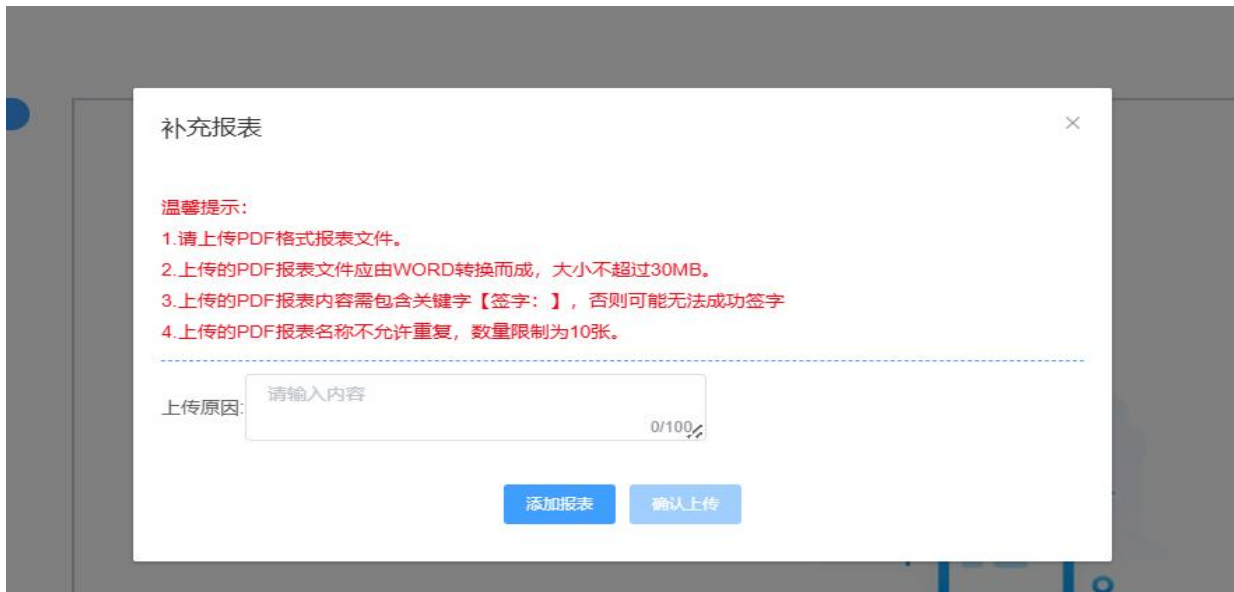 补充报表
温馨提示：
1.请上传PDF格式报表文件。
2.上传的PDF报表文件应由WORD转换而成，大小不超过30MB。
3.上传的PDF报表内容需包含关键字【签字：】，否则可能无法成功签字
4.上传的PDF报表名称不允许重复，数量限制为10张。
上传原因:
请输入内容
0/100
添加报表 确认上传